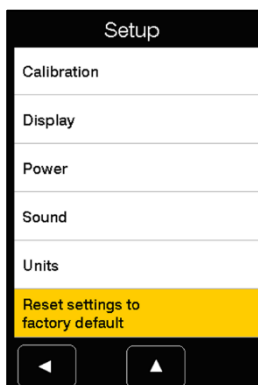 Setup
Calibration
Display
Power
Sound
Units
Reset settings to
factory default